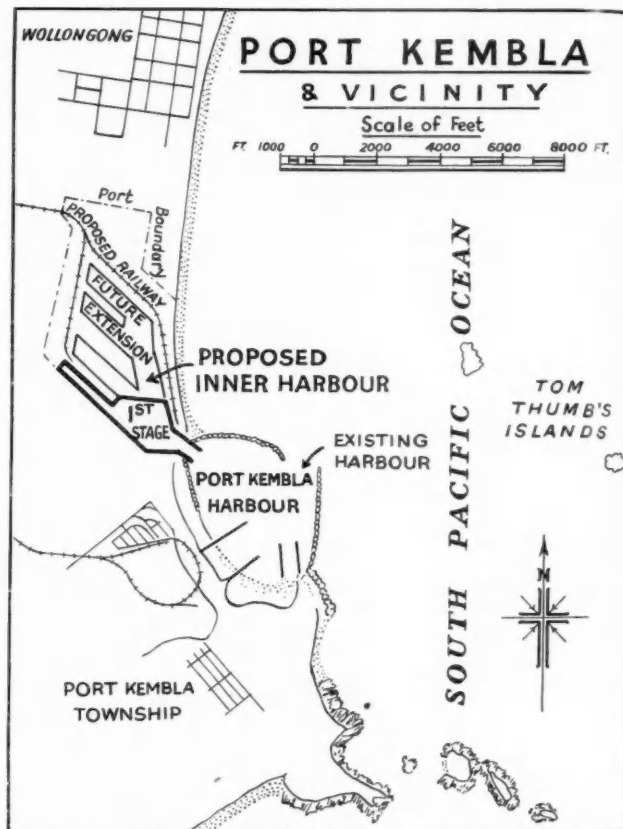 WOLLONGONG
PORT KEMBLA
& VICINITY
Scale of Feet
FT. 1000 0 2000 4000 6000 8000 FT.
Port
Boundary
PROPOSED RAILWAY
FUTURE
EXTENSION
PROPOSED
INNER HARBOUR
1ST
STAGE
EXISTING
HARBOUR
PORT KEMBLA
HARBOUR
SOUTH PACIFIC OCEAN
TOM
THUMB'S
ISLANDS
N
PORT KEMBLA
TOWNSHIP